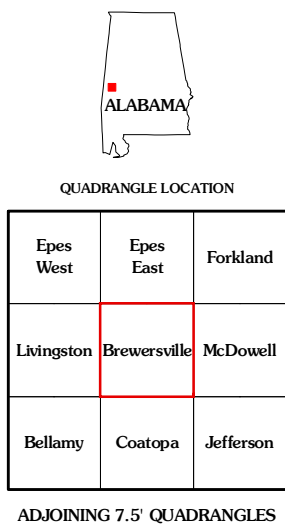 ALABAMA
QUADRANGLE LOCATION
Epes
West
Epes
East
Forkland
Livingston
Brewersville
McDowell
Bellamy
Coatopa
Jefferson
ADJOINING 7.5' QUADRANGLES